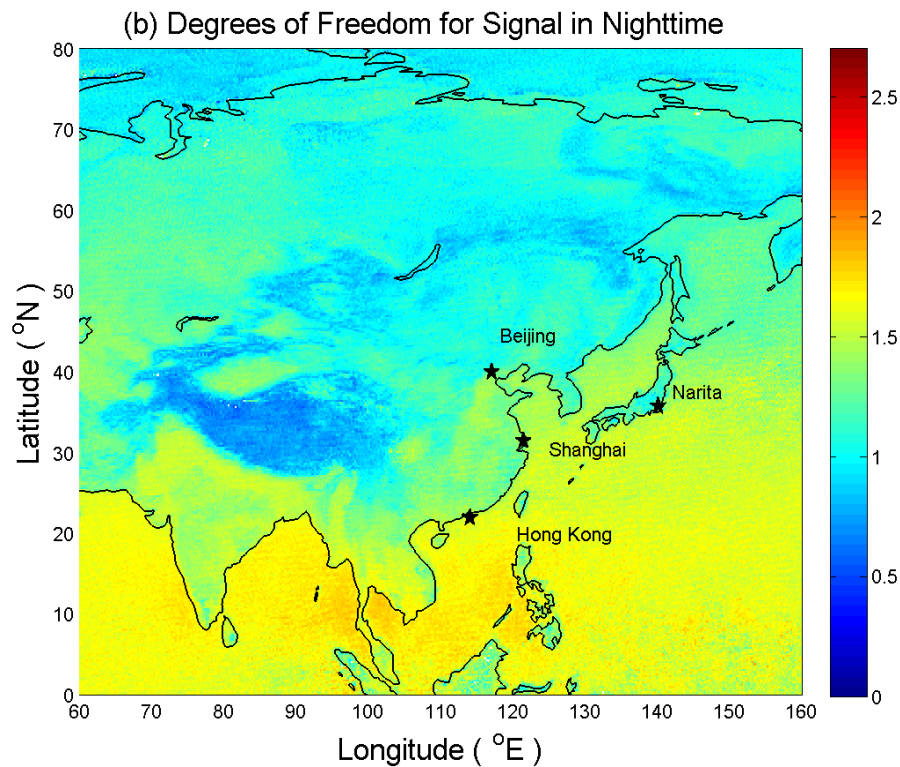 (b) Degrees of Freedom for Signal in Nighttime
80
70
60
50
40
30
20
10
0
Latitude ( °N)
Beijing
Narita
Shanghai
Hong Kong
60 70 80 90 100 110 120 130 140 150 160
Longitude ( °E )
2.5
2
1.5
1
0.5
0